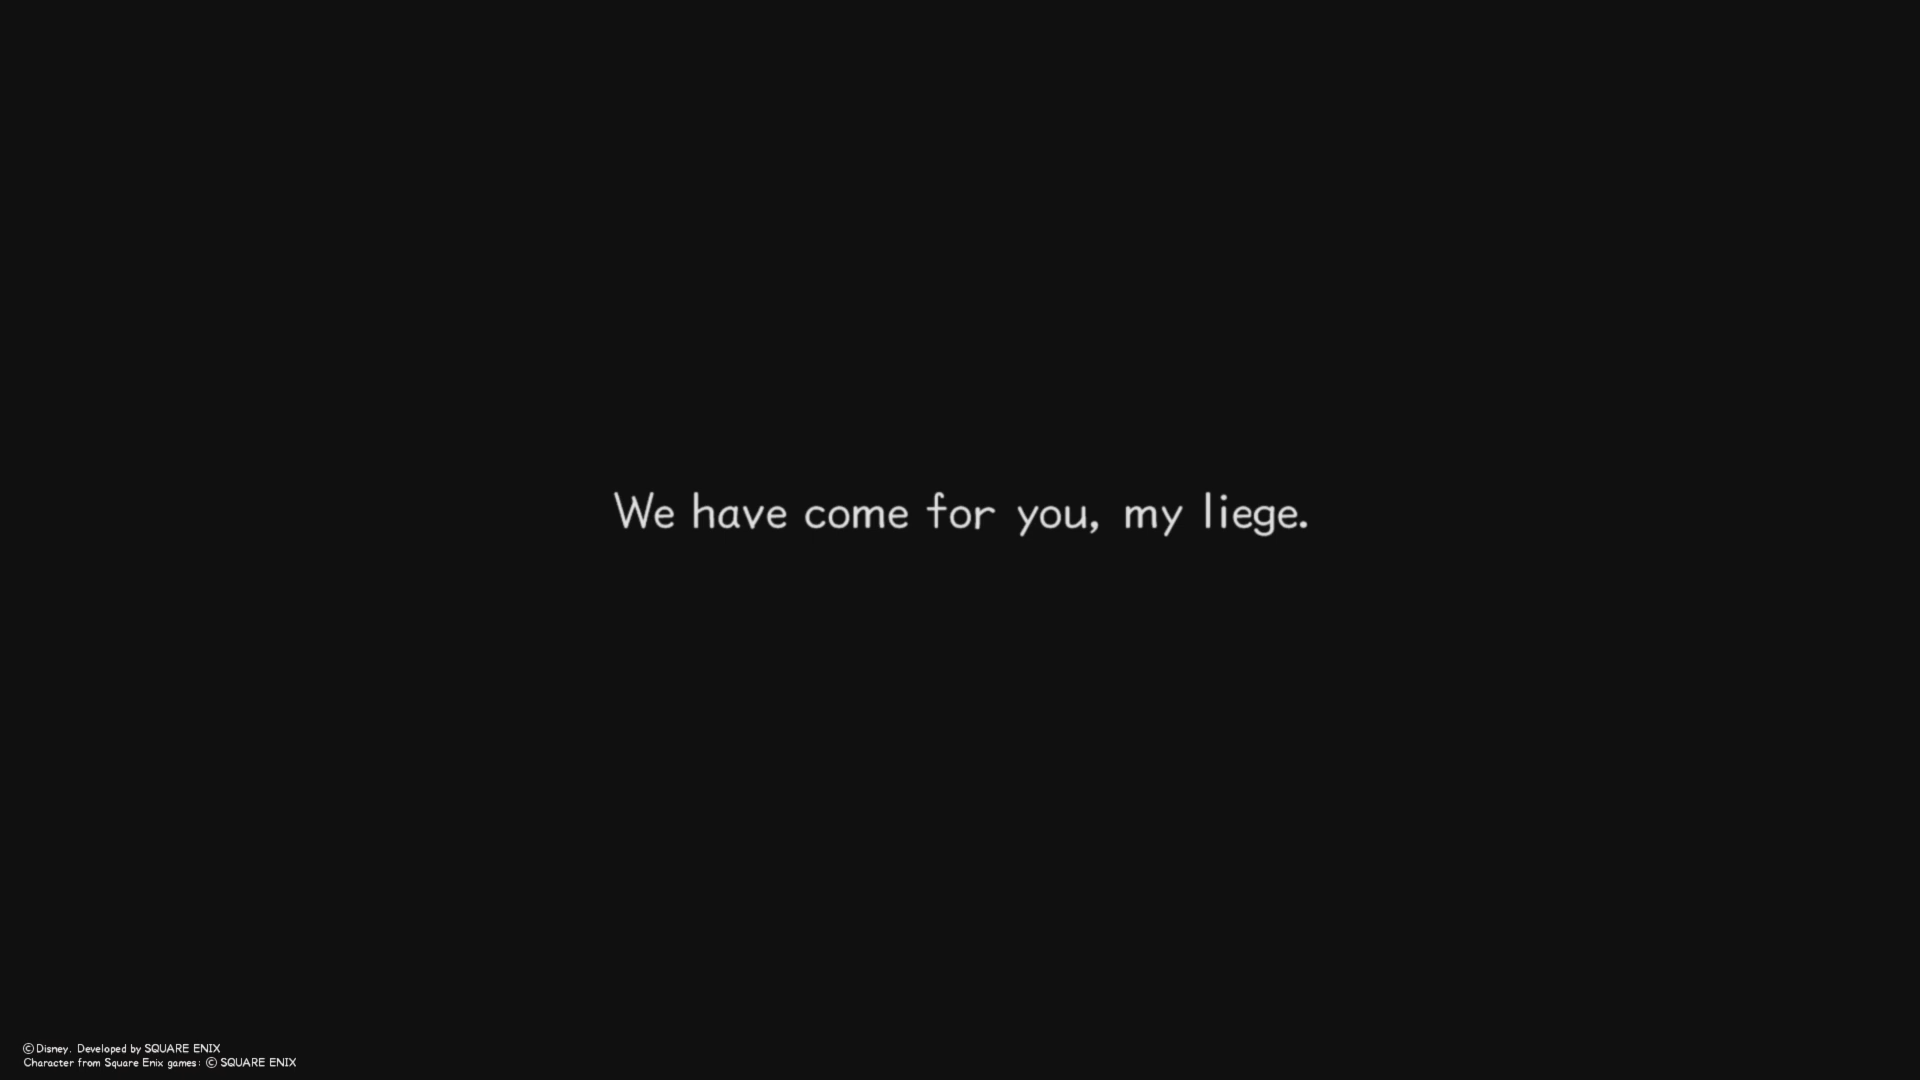 We have come for you, my liege.
©Disney. Developed by SQUARE ENIX
Character from Square Enix games: © SQUARE ENIX